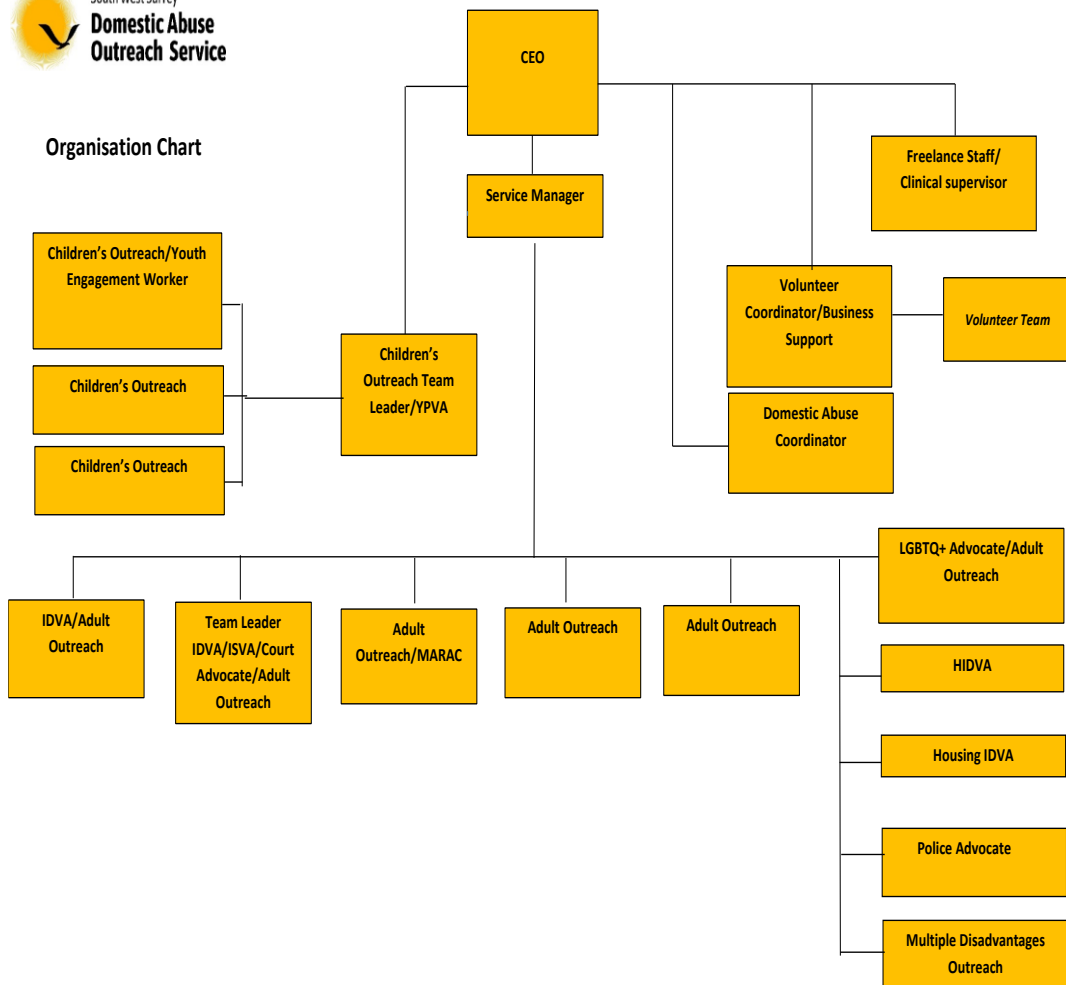 South West Surrey
Domestic Abuse
Outreach Service
Organisation Chart
CEO
Service Manager
Freelance Staff/
Clinical supervisor
Children’s Outreach/Youth
Engagement Worker
Children’s Outreach
Children’s Outreach
Children’s
Outreach Team
Leader/YPVA
Volunteer
Coordinator/Business
Support
Volunteer Team
Domestic Abuse
Coordinator
IDVA/Adult
Outreach
Team Leader
IDVA/ISVA/Court
Advocate/Adult
Outreach
Adult
Outreach/MARAC
Adult Outreach
Adult Outreach
LGBTQ+ Advocate/Adult
Outreach
HIDVA
Housing IDVA
Police Advocate
Multiple Disadvantages
Outreach